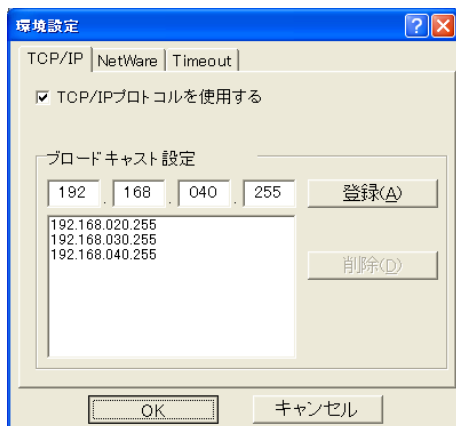 環境設定
TCP/IP NetWare Timeout
TCP/IPプロトコルを使用する
ブロードキャスト設定
192 . 168 . 040 . 255 登録(A)
192.168.020.255
192.168.030.255
192.168.040.255
削除(D)
OK キャンセル